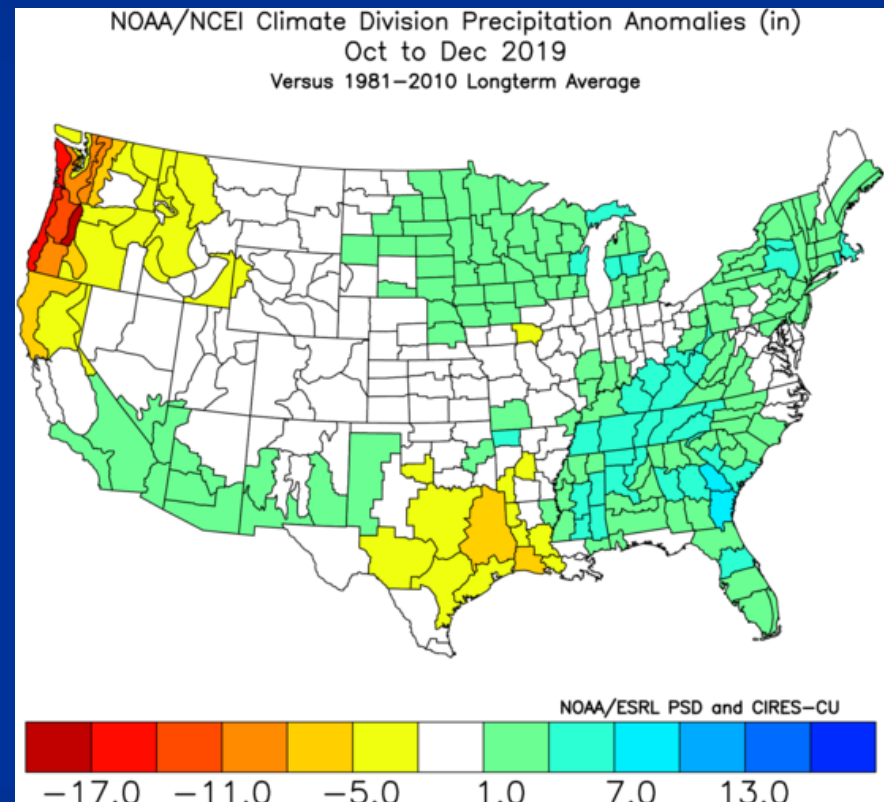 NOAA/NCEI Climate Division Precipitation Anomalies (in)
Oct to Dec 2019
Versus 1981−2010 Longterm Average
NOAA/ESRL PSD and CIRES−CU
−17.0 −11.0 −5.0 1.0 7.0 13.0